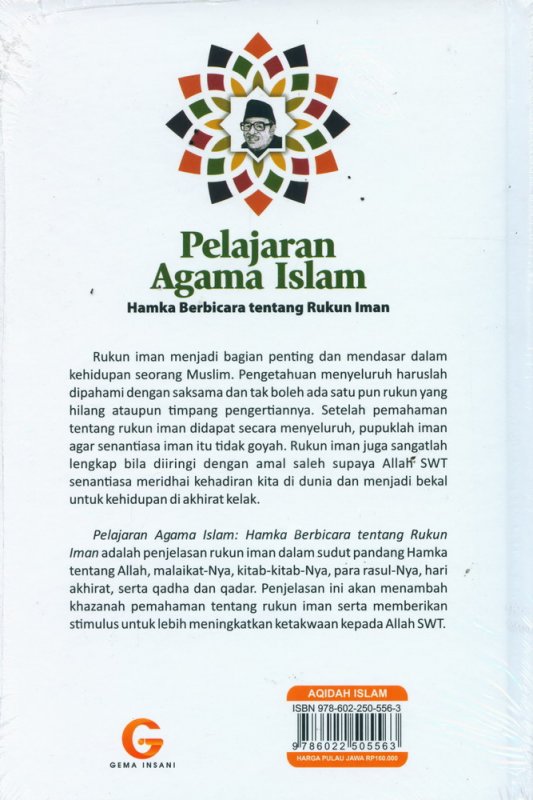 Pelajaran
Agama Islam
Hamka Berbicara tentang Rukun Iman
Rukun iman menjadi bagian penting dan mendasar dalam
kehidupan seorang Muslim. Pengetahuan menyeluruh haruslah
dipahami dengan saksama dan tak boleh ada satu pun rukun yang
hilang ataupun timpang pengertiannya. Setelah pemahaman
tentang rukun iman didapat secara menyeluruh, pupuklah iman
agar senantiasa iman itu tidak goyah. Rukun iman juga sangatlah
lengkap bila diiringi dengan amal saleh supaya Allah SWT
senantiasa meridhai kehadiran kita di dunia dan menjadi bekal
untuk kehidupan di akhirat kelak.
Pelajaran Agama Islam: Hamka Berbicara tentang Rukun
Iman adalah penjelasan rukun iman dalam sudut pandang Hamka
tentang Allah, malaikat-Nya, kitab-kitab-Nya, para rasul-Nya, hari
akhirat, serta qadha dan qadar. Penjelasan ini akan menambah
khazanah pemahaman tentang rukun iman serta memberikan
stimulus untuk lebih meningkatkan ketakwaan kepada Allah SWT.
GEMA INSANI
AQIDAH ISLAM
ISBN 978-602-250-556-3
9 786022 505563
HARGA PULAU JAWA RP160.000